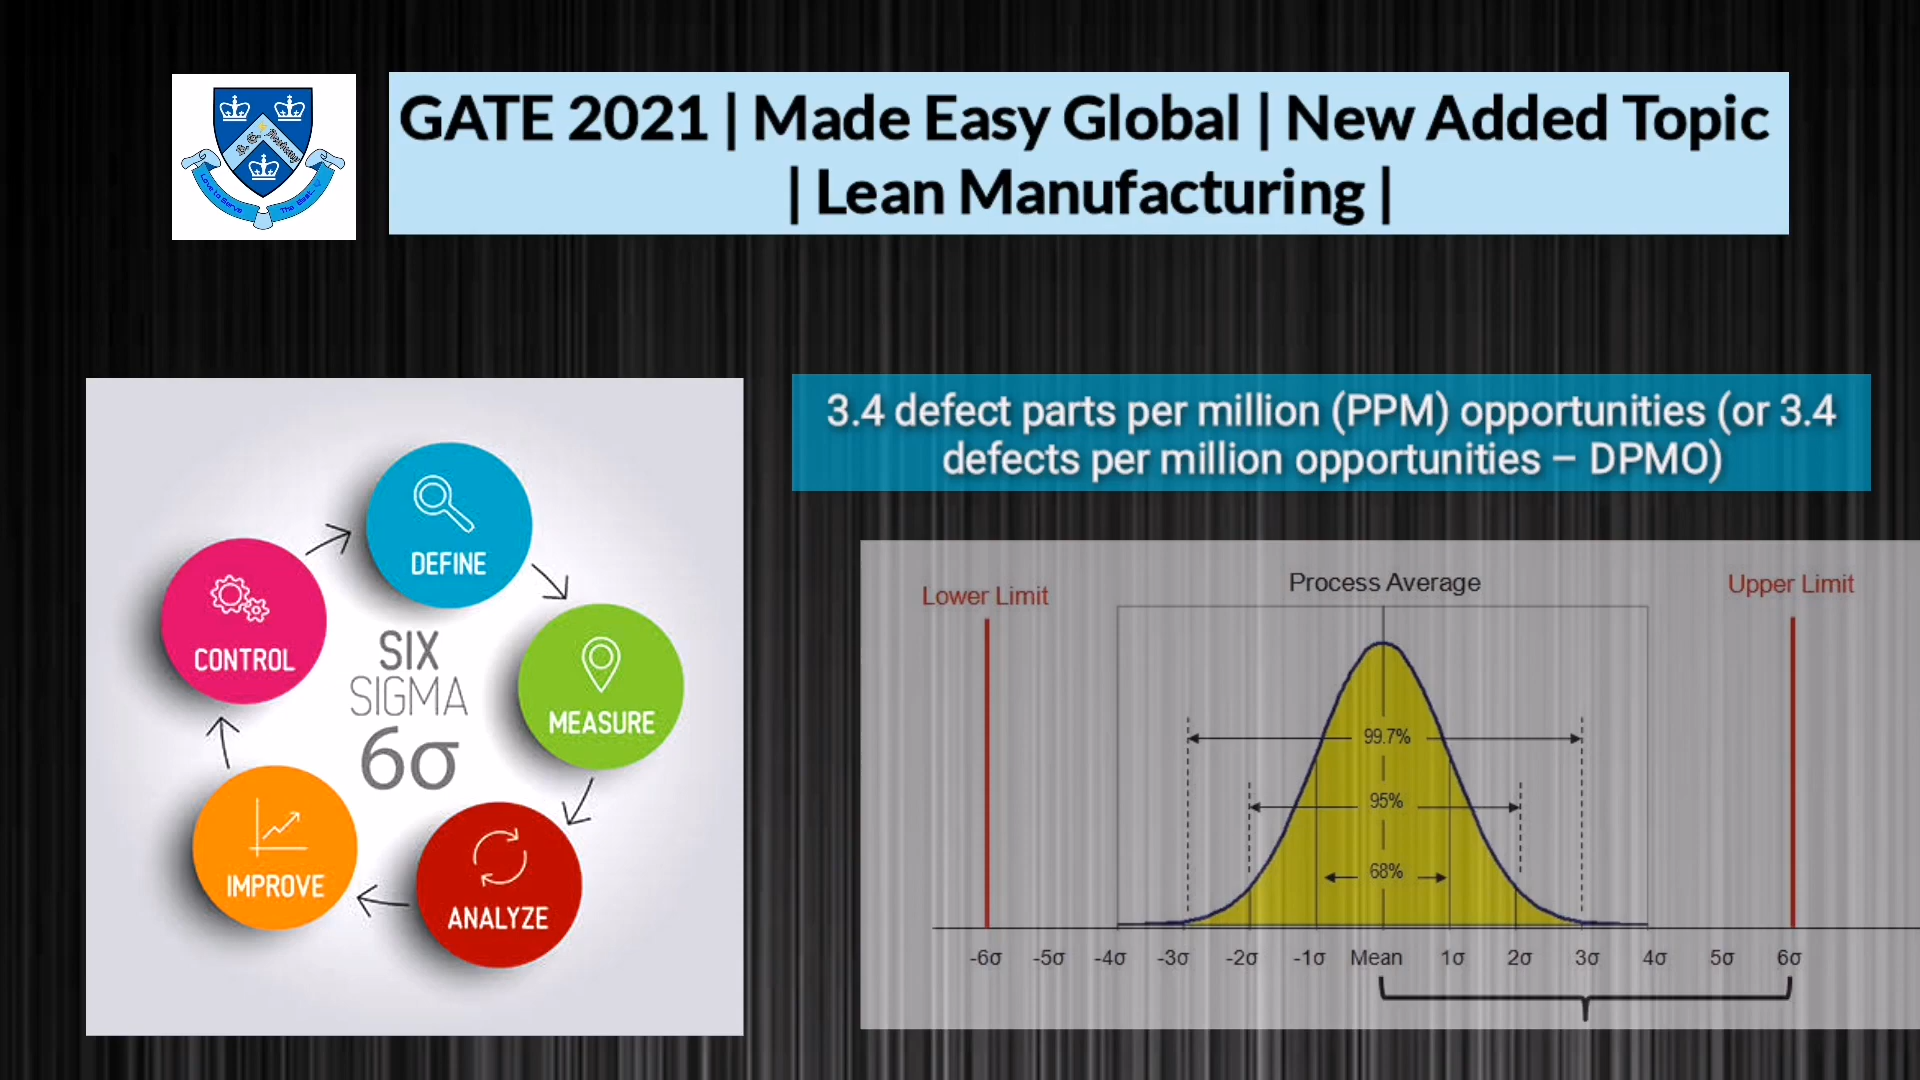 GATE 2021 | Made Easy Global | New Added Topic
| Lean Manufacturing |
3.4 defect parts per million (PPM) opportunities (or 3.4
defects per million opportunities – DPMO)
DEFINE
CONTROL
MEASURE
SIX
SIGMA
6σ
IMPROVE
ANALYZE
Process Average
Lower Limit
Upper Limit
99.7%
95%
68%
-6σ -5σ -4σ -3σ -2σ -1σ Mean 1σ 2σ 3σ 4σ 5σ 6σ